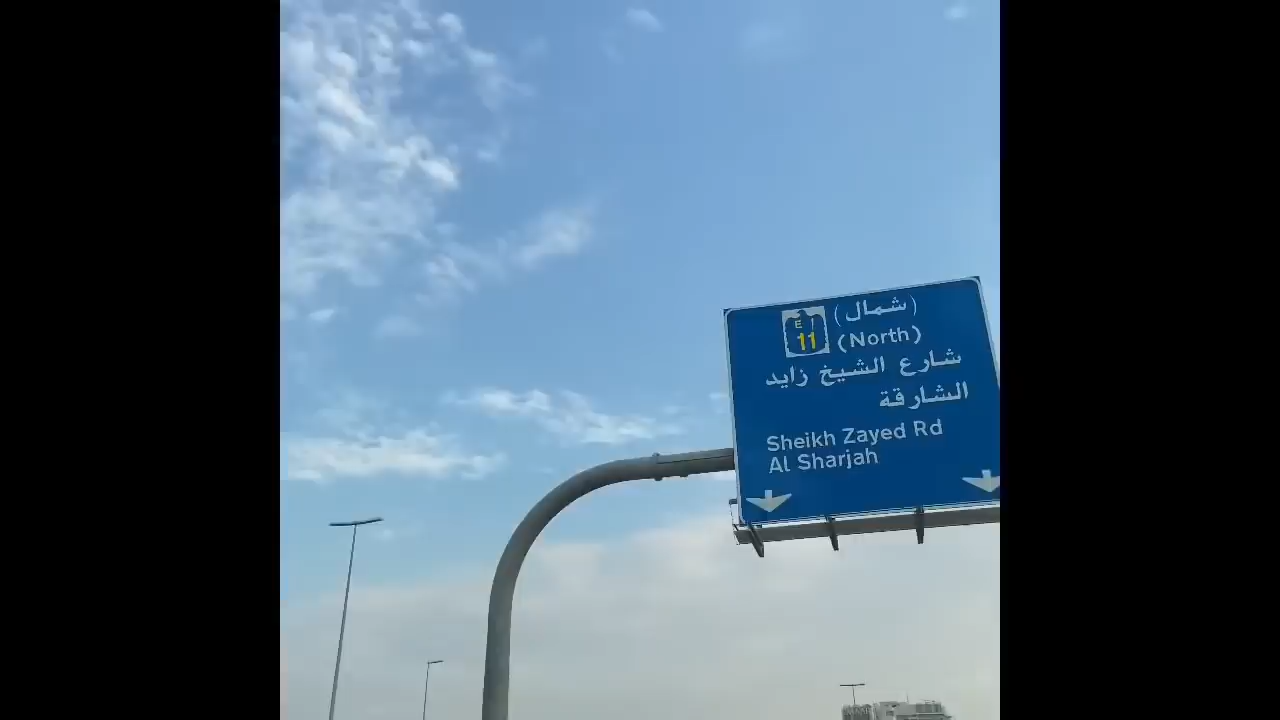 (شمال)
E
11
(North)
شارع الشيخ زايد
الشارقة
Sheikh Zayed Rd
Al Sharjah